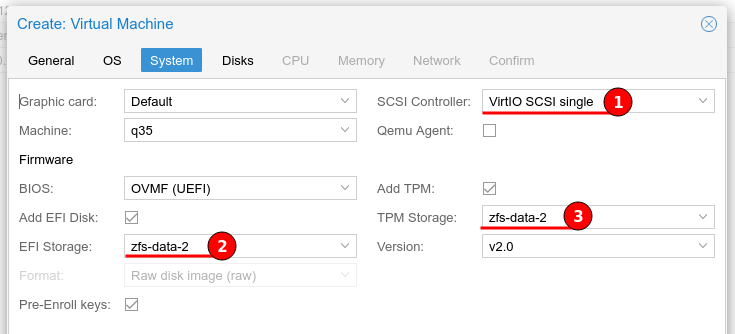 Create: Virtual Machine
General OS System Disks CPU Memory Network Confirm
Graphic card: Default SCSI Controller: VirtIO SCSI single 1
Machine: q35 Qemu Agent:
Firmware
BIOS: OVMF (UEFI) Add TPM:
Add EFI Disk: TPM Storage: zfs-data-2 3
EFI Storage: zfs-data-2 2 Version: v2.0
Format: Raw disk image (raw)
Pre-Enroll keys: